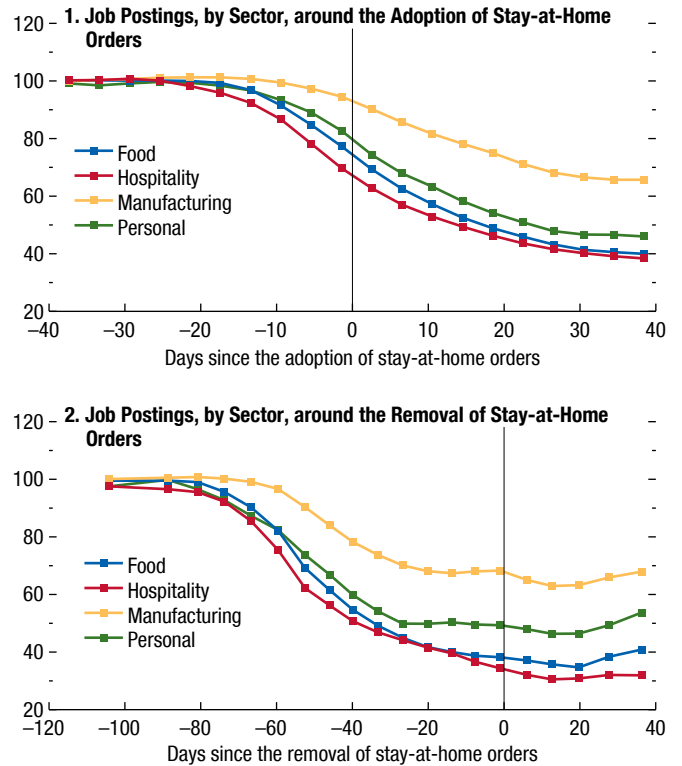 1. Job Postings, by Sector, around the Adoption of Stay-at-Home
Orders
120
100
80
60
40
20
Food
Hospitality
Manufacturing
Personal
–40 –30 –20 –10 0 10 20 30 40
Days since the adoption of stay-at-home orders
2. Job Postings, by Sector, around the Removal of Stay-at-Home
Orders
120
100
80
60
40
20
Food
Hospitality
Manufacturing
Personal
–120 –100 –80 –60 –40 –20 0 20 40
Days since the removal of stay-at-home orders